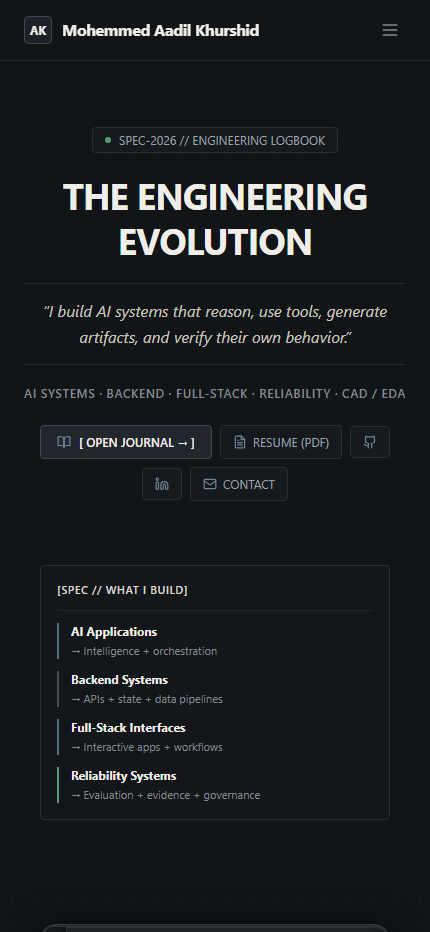 AK Mohemmed Aadil Khurshid
SPEC-2026 // ENGINEERING LOGBOOK
THE ENGINEERING
EVOLUTION
“I build AI systems that reason, use tools, generate
artifacts, and verify their own behavior.”
AI SYSTEMS · BACKEND · FULL-STACK · RELIABILITY · CAD / EDA
[ OPEN JOURNAL → ] RESUME (PDF)
CONTACT
[SPEC // WHAT I BUILD]
AI Applications
→ Intelligence + orchestration
Backend Systems
→ APIs + state + data pipelines
Full-Stack Interfaces
→ Interactive apps + workflows
Reliability Systems
→ Evaluation + evidence + governance